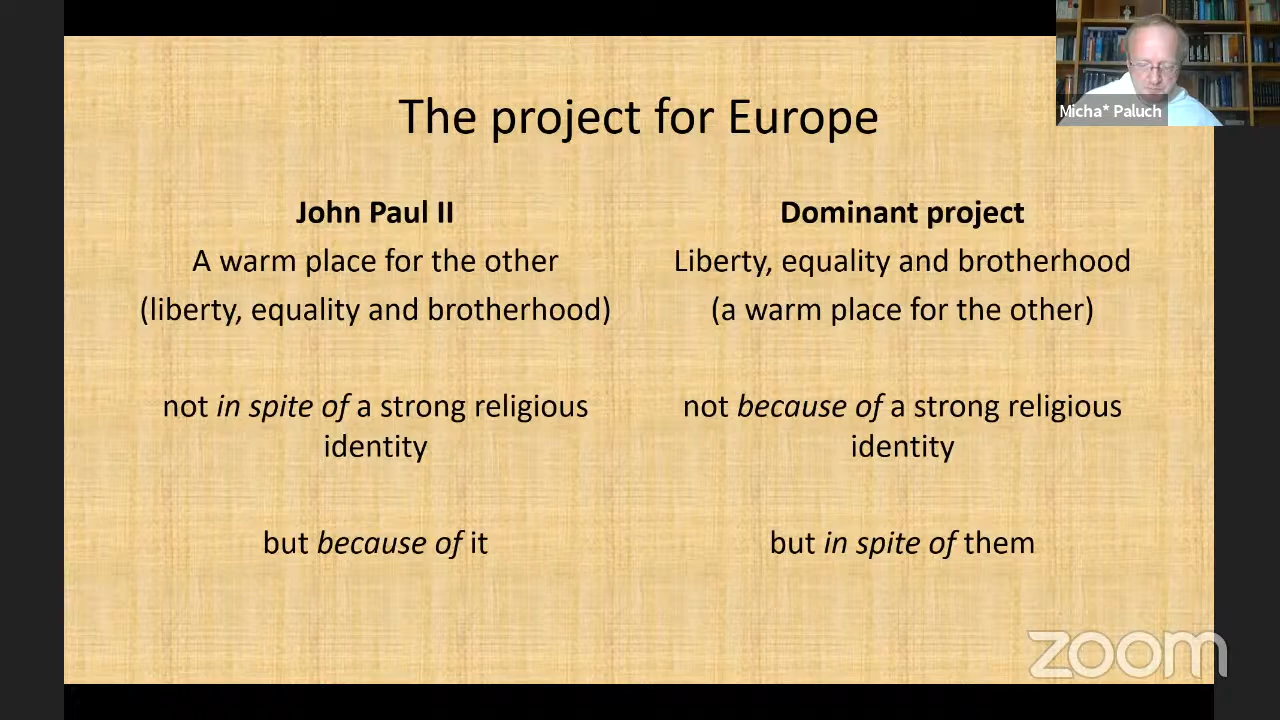 The project for Europe
Micha* Paluch
John Paul II
A warm place for the other
(liberty, equality and brotherhood)
not in spite of a strong religious
identity
but because of it
Dominant project
Liberty, equality and brotherhood
(a warm place for the other)
not because of a strong religious
identity
but in spite of them
zoom